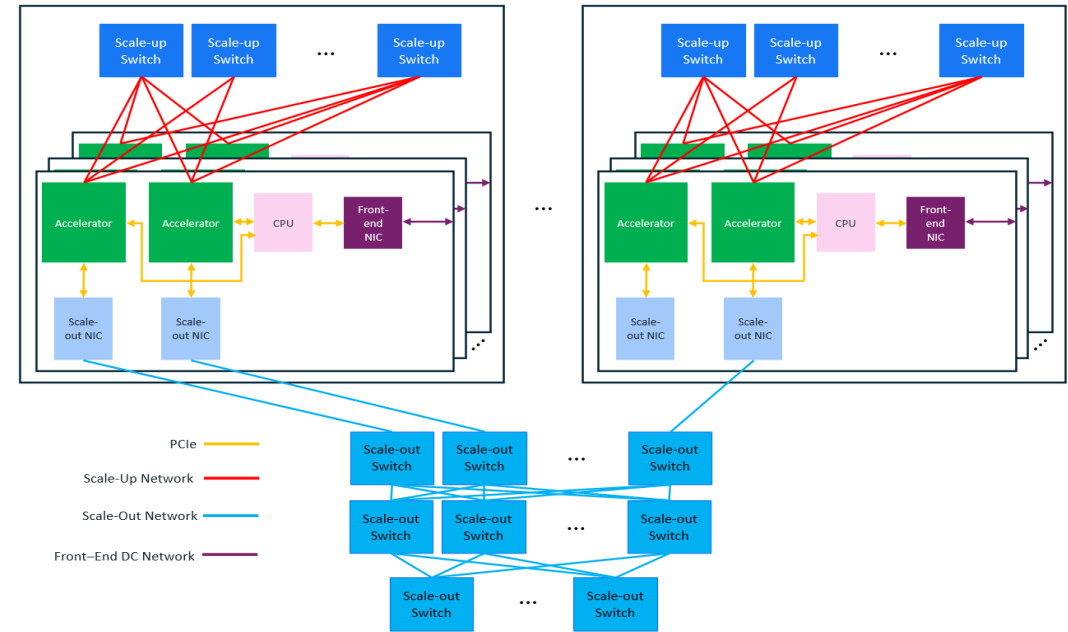 Scale-up
Switch
Scale-up
Switch
...
Scale-up
Switch
Accelerator
Accelerator
CPU
Front-
end
NIC
Scale-
out NIC
Scale-
out NIC
...
...
Scale-up
Switch
Scale-up
Switch
...
Scale-up
Switch
Accelerator
Accelerator
CPU
Front-
end
NIC
Scale-
out NIC
Scale-
out NIC
...
PCIe
Scale-Up Network
Scale-Out Network
Front–End DC Network
Scale-out
Switch
Scale-out
Switch
...
Scale-out
Switch
Scale-out
Switch
Scale-out
Switch
...
Scale-out
Switch
Scale-out
Switch
...
Scale-out
Switch